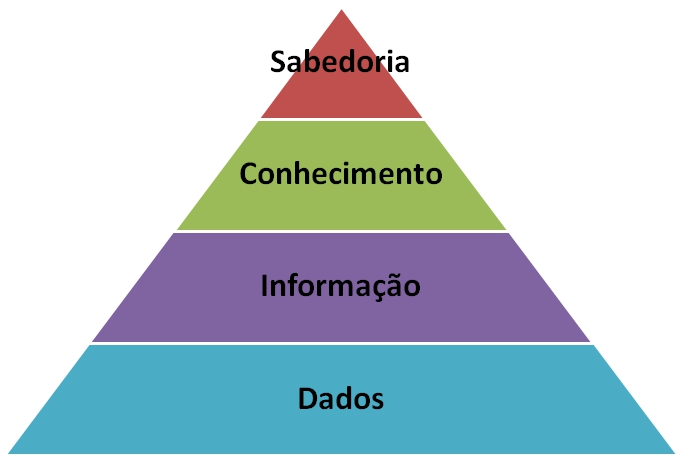 Sabedoria
Conhecimento
Informação
Dados